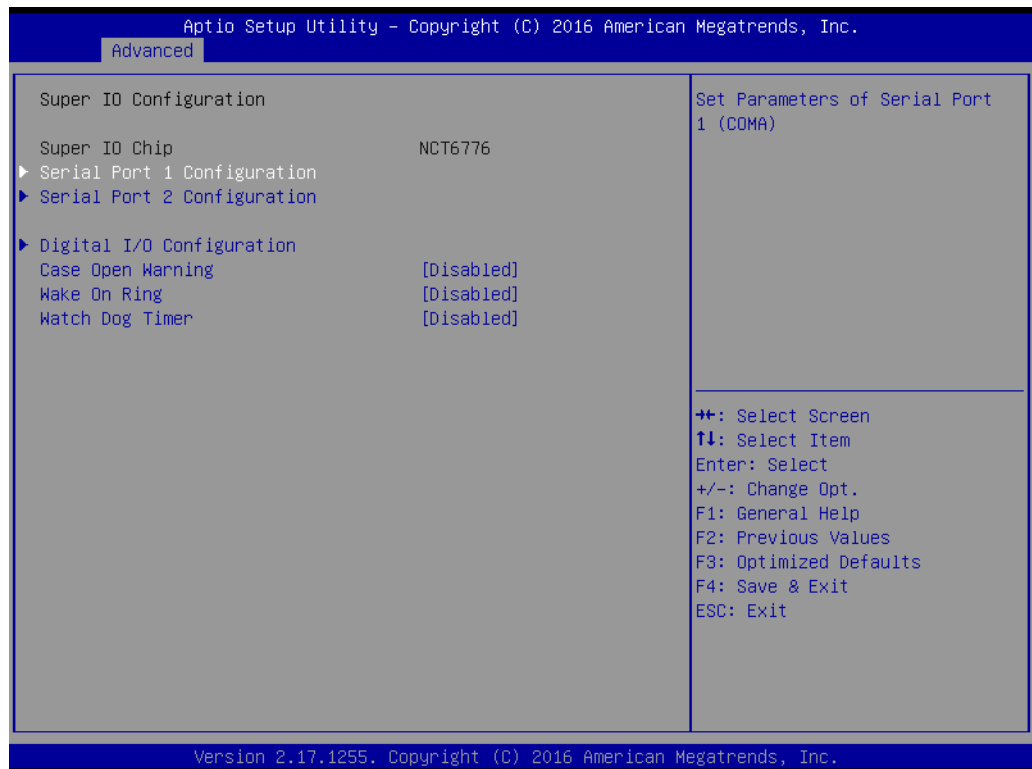 Aptio Setup Utility – Copyright (C) 2016 American Megatrends, Inc.
Advanced
Super IO Configuration
Super IO Chip NCT6776
▶ Serial Port 1 Configuration
▶ Serial Port 2 Configuration
▶ Digital I/O Configuration
Case Open Warning [Disabled]
Wake On Ring [Disabled]
Watch Dog Timer [Disabled]
Set Parameters of Serial Port
1 (COMA)
→←: Select Screen
↑↓: Select Item
Enter: Select
+/-: Change Opt.
F1: General Help
F2: Previous Values
F3: Optimized Defaults
F4: Save & Exit
ESC: Exit
Version 2.17.1255. Copyright (C) 2016 American Megatrends, Inc.